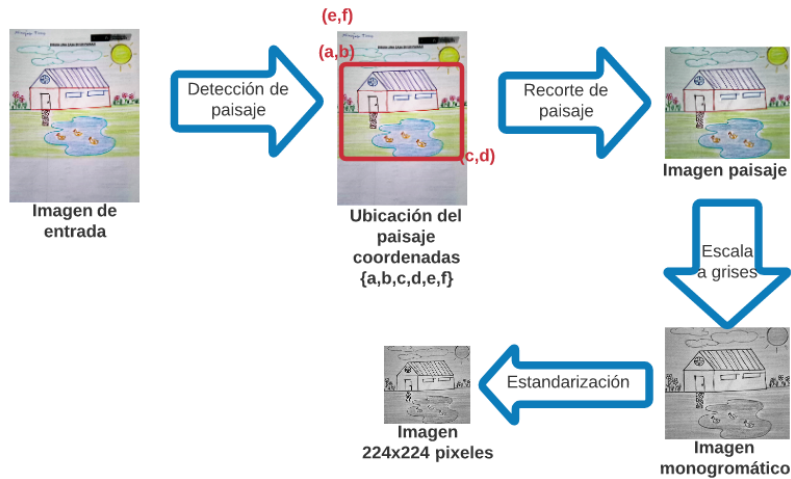 (e,f)
(a,b)
(c,d)
Detección de
paisaje
Recorte de
paisaje
Imagen de
entrada
Ubicación del
paisaje
coordenadas
{a,b,c,d,e,f}
Imagen paisaje
Escala
a grises
Estandarización
Imagen
224x224 pixeles
Imagen
monogromático